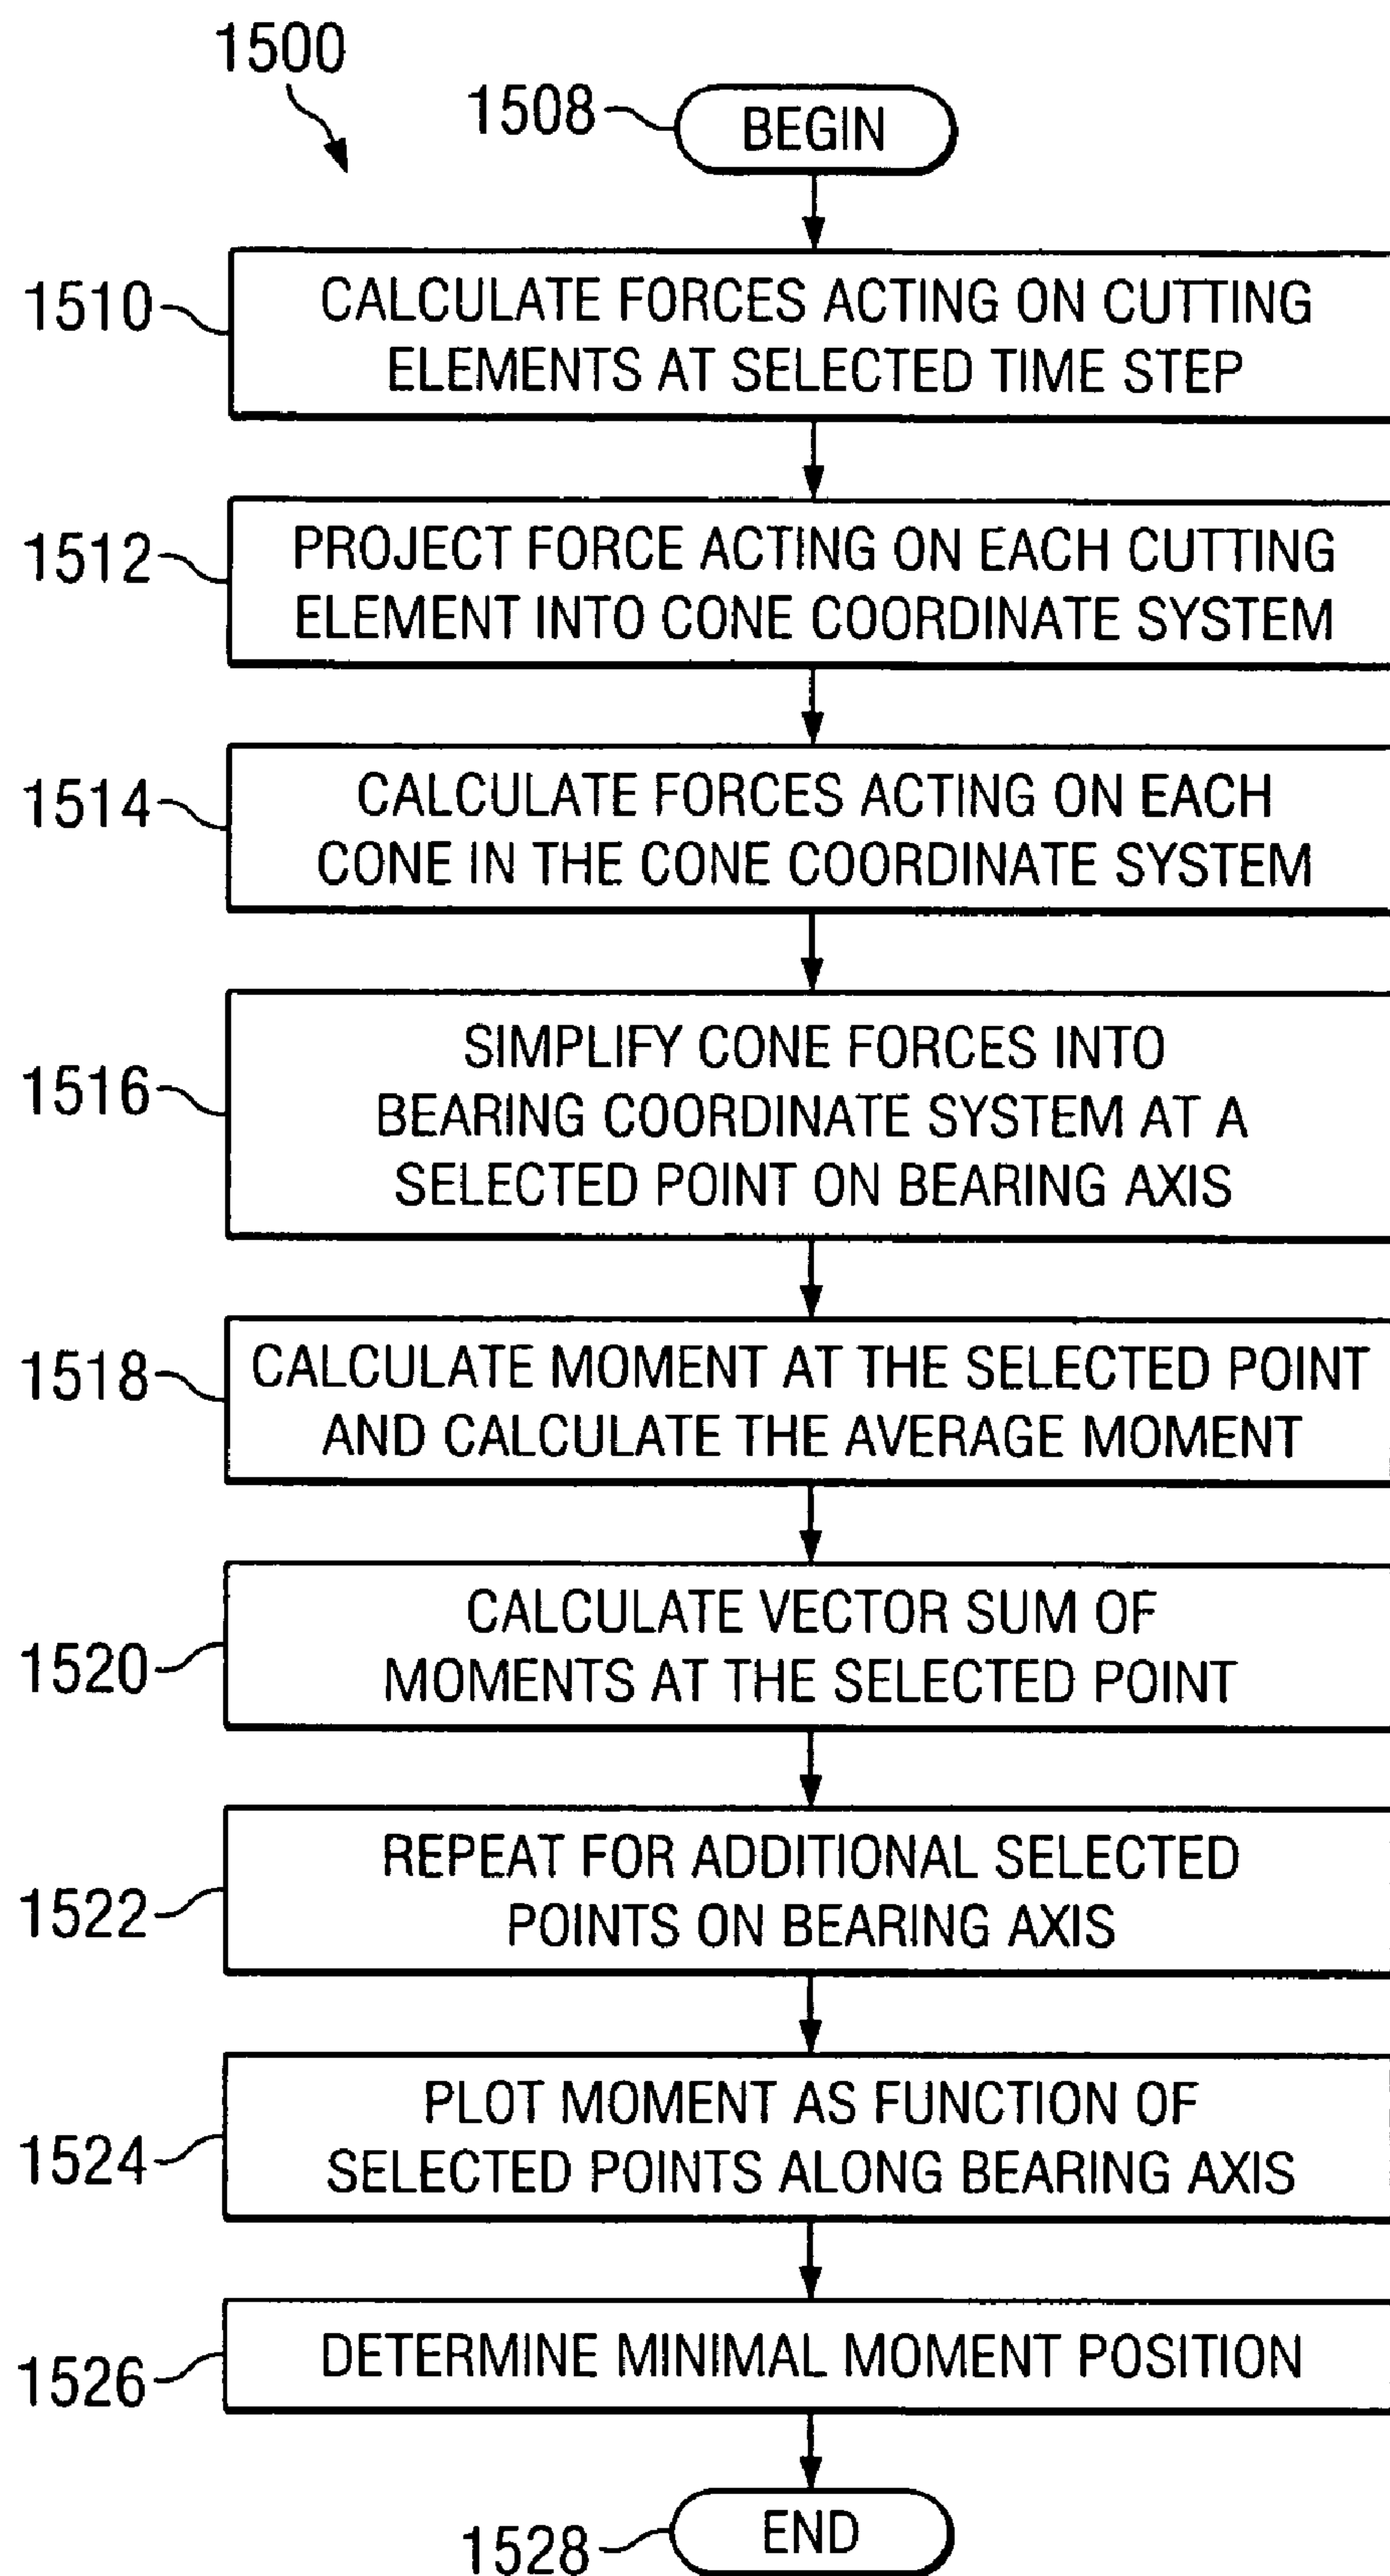 1500
1508
BEGIN
1510
CALCULATE FORCES ACTING ON CUTTING
ELEMENTS AT SELECTED TIME STEP
1512
PROJECT FORCE ACTING ON EACH CUTTING
ELEMENT INTO CONE COORDINATE SYSTEM
1514
CALCULATE FORCES ACTING ON EACH
CONE IN THE CONE COORDINATE SYSTEM
1516
SIMPLIFY CONE FORCES INTO
BEARING COORDINATE SYSTEM AT A
SELECTED POINT ON BEARING AXIS
1518
CALCULATE MOMENT AT THE SELECTED POINT
AND CALCULATE THE AVERAGE MOMENT
1520
CALCULATE VECTOR SUM OF
MOMENTS AT THE SELECTED POINT
1522
REPEAT FOR ADDITIONAL SELECTED
POINTS ON BEARING AXIS
1524
PLOT MOMENT AS FUNCTION OF
SELECTED POINTS ALONG BEARING AXIS
1526
DETERMINE MINIMAL MOMENT POSITION
1528
END